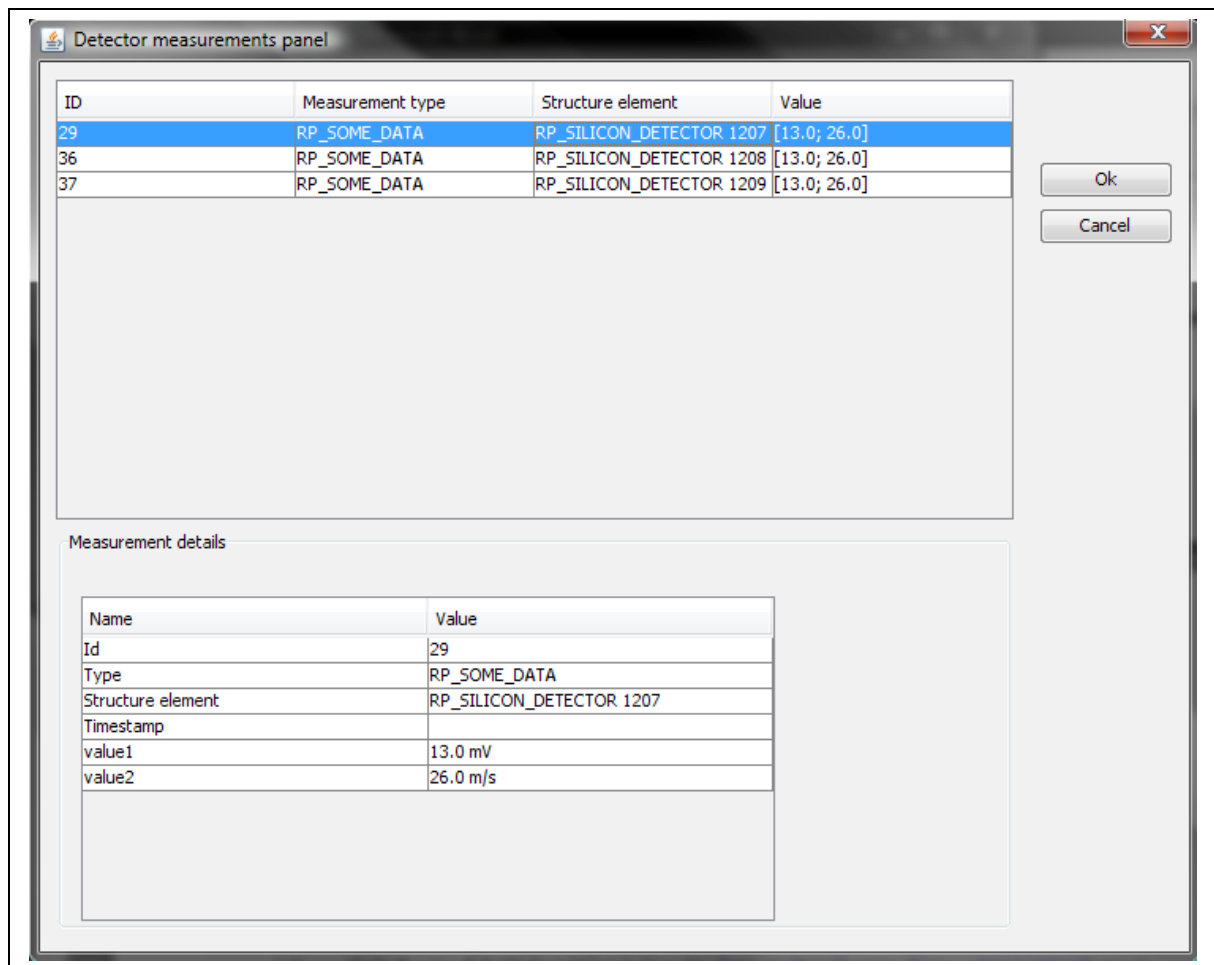 Detector measurements panel
ID Measurement type Structure element Value
29 RP_SOME_DATA RP_SILICON_DETECTOR 1207 [13.0; 26.0]
36 RP_SOME_DATA RP_SILICON_DETECTOR 1208 [13.0; 26.0]
37 RP_SOME_DATA RP_SILICON_DETECTOR 1209 [13.0; 26.0]
Ok
Cancel
Measurement details
Name Value
Id 29
Type RP_SOME_DATA
Structure element RP_SILICON_DETECTOR 1207
Timestamp
value1 13.0 mV
value2 26.0 m/s